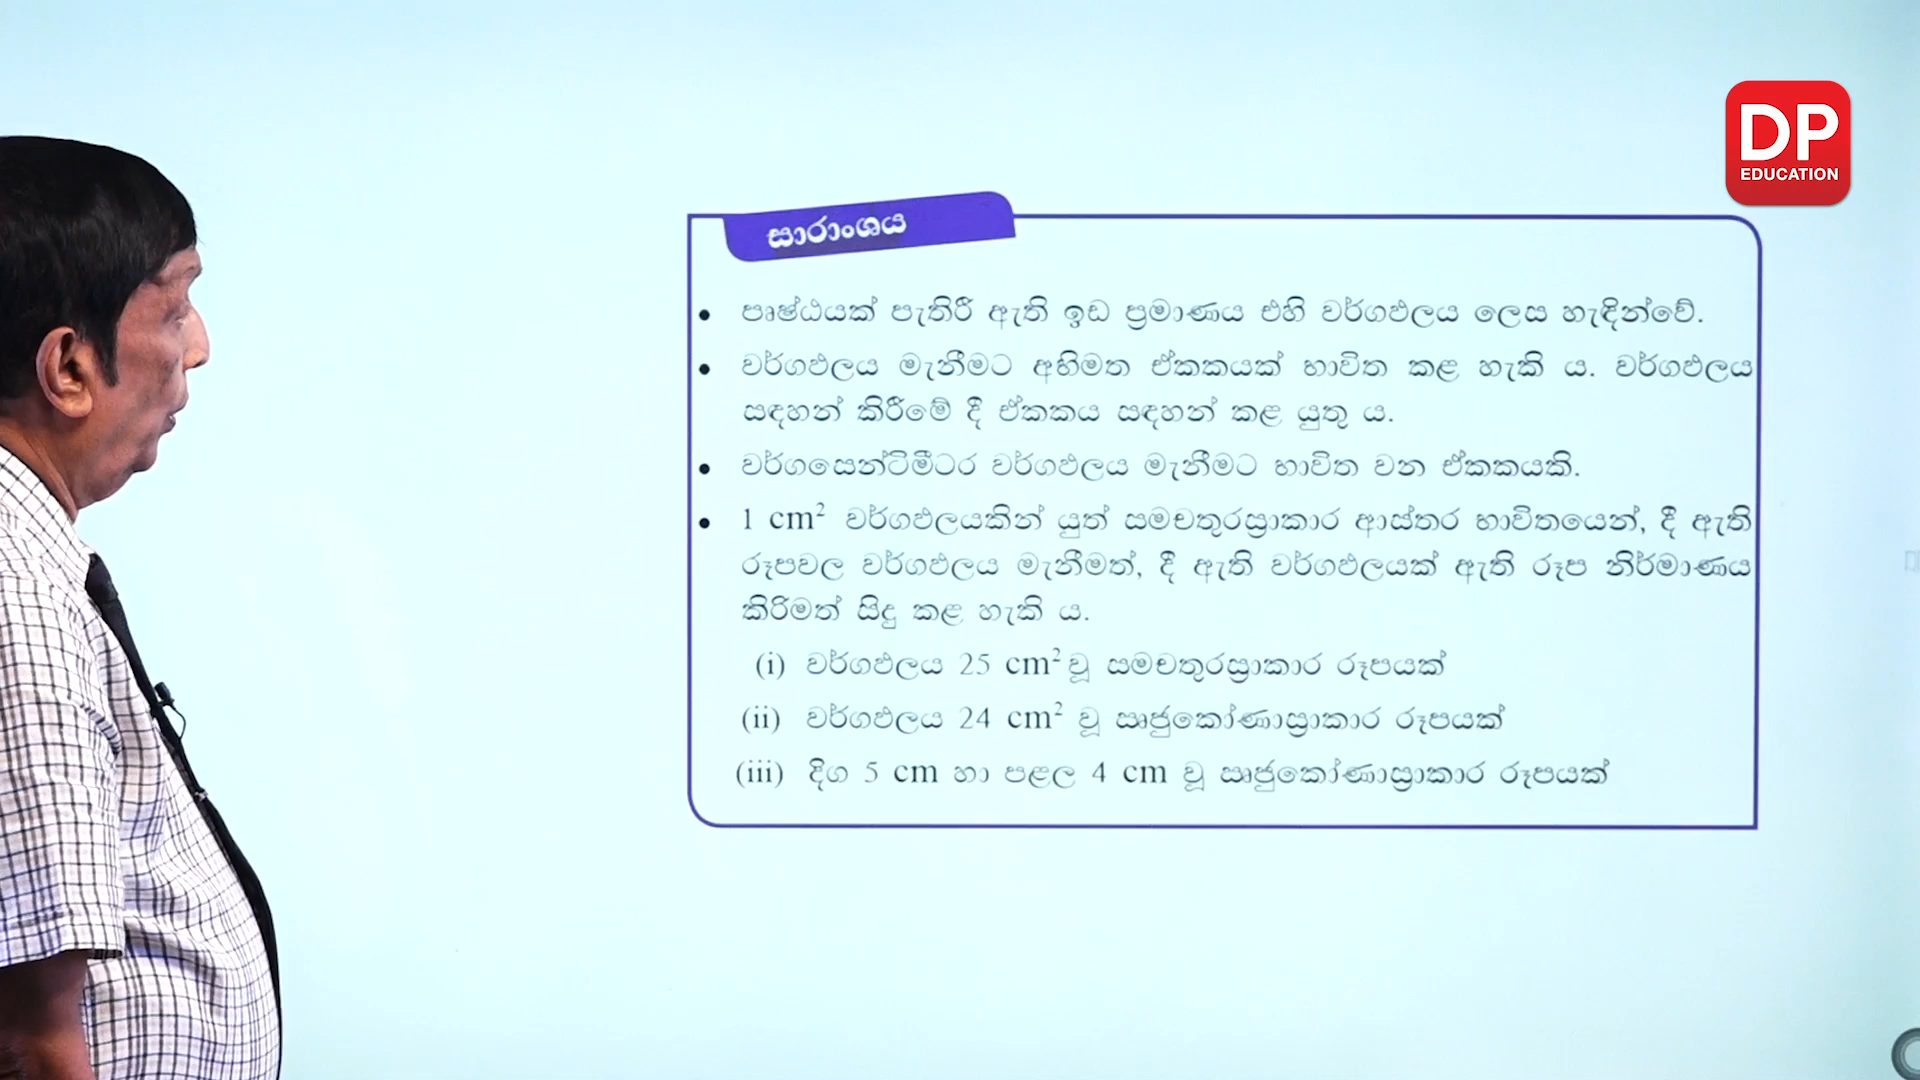 DP
EDUCATION
සාරාංශය
• පෘෂ්ඨයක් පැතිරී ඇති ඉඩ ප්‍රමාණය එහි වර්ගඵලය ලෙස හැඳින්වේ.
• වර්ගඵලය මැනීමට අභිමත ඒකකයක් භාවිත කළ හැකි ය. වර්ගඵලය
සඳහන් කිරීමේ දී ඒකකය සඳහන් කළ යුතු ය.
• වර්ගසෙන්ටිමීටර වර්ගඵලය මැනීමට භාවිත වන ඒකකයකි.
• 1 cm² වර්ගඵලයකින් යුත් සමචතුරස්‍රාකාර ආස්තර භාවිතයෙන්, දී ඇති
රූපවල වර්ගඵලය මැනීමත්, දී ඇති වර්ගඵලයක් ඇති රූප නිර්මාණය
කිරිමත් සිදු කළ හැකි ය.
(i) වර්ගඵලය 25 cm² වූ සමචතුරස්‍රාකාර රූපයක්
(ii) වර්ගඵලය 24 cm² වූ ඍජුකෝණාස්‍රාකාර රූපයක්
(iii) දිග 5 cm හා පළල 4 cm වූ ඍජුකෝණාස්‍රාකාර රූපයක්